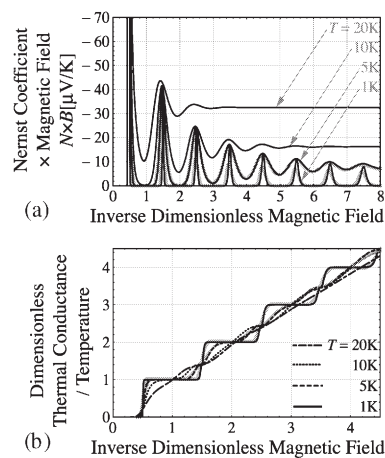 -70
-60
-50
-40
-30
-20
-10
0
Nernst Coefficient
× Magnetic Field
N×B[μV/K]
T = 20K
10K
5K
1K
0 1 2 3 4 5 6 7 8
(a) Inverse Dimensionless Magnetic Field
4
3
2
1
0
Dimensionless
Thermal Conductance
/ Temperature
T = 20K
10K
5K
1K
0 1 2 3 4
(b) Inverse Dimensionless Magnetic Field